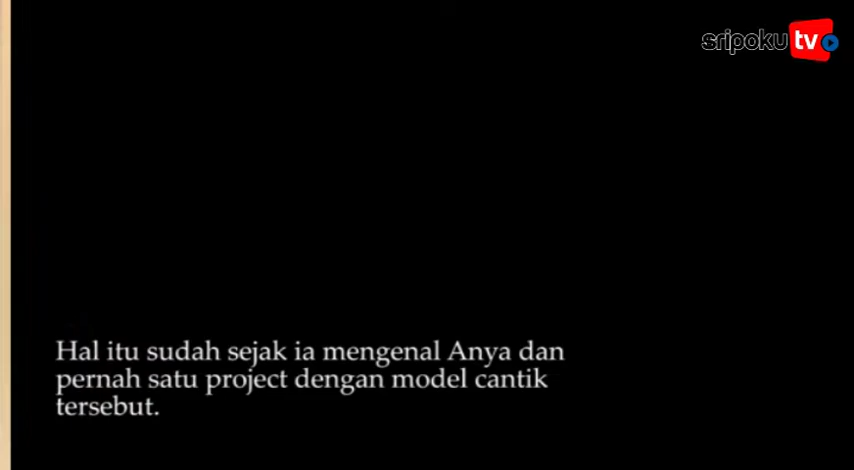 sripoku tv
Hal itu sudah sejak ia mengenal Anya dan
pernah satu project dengan model cantik
tersebut.